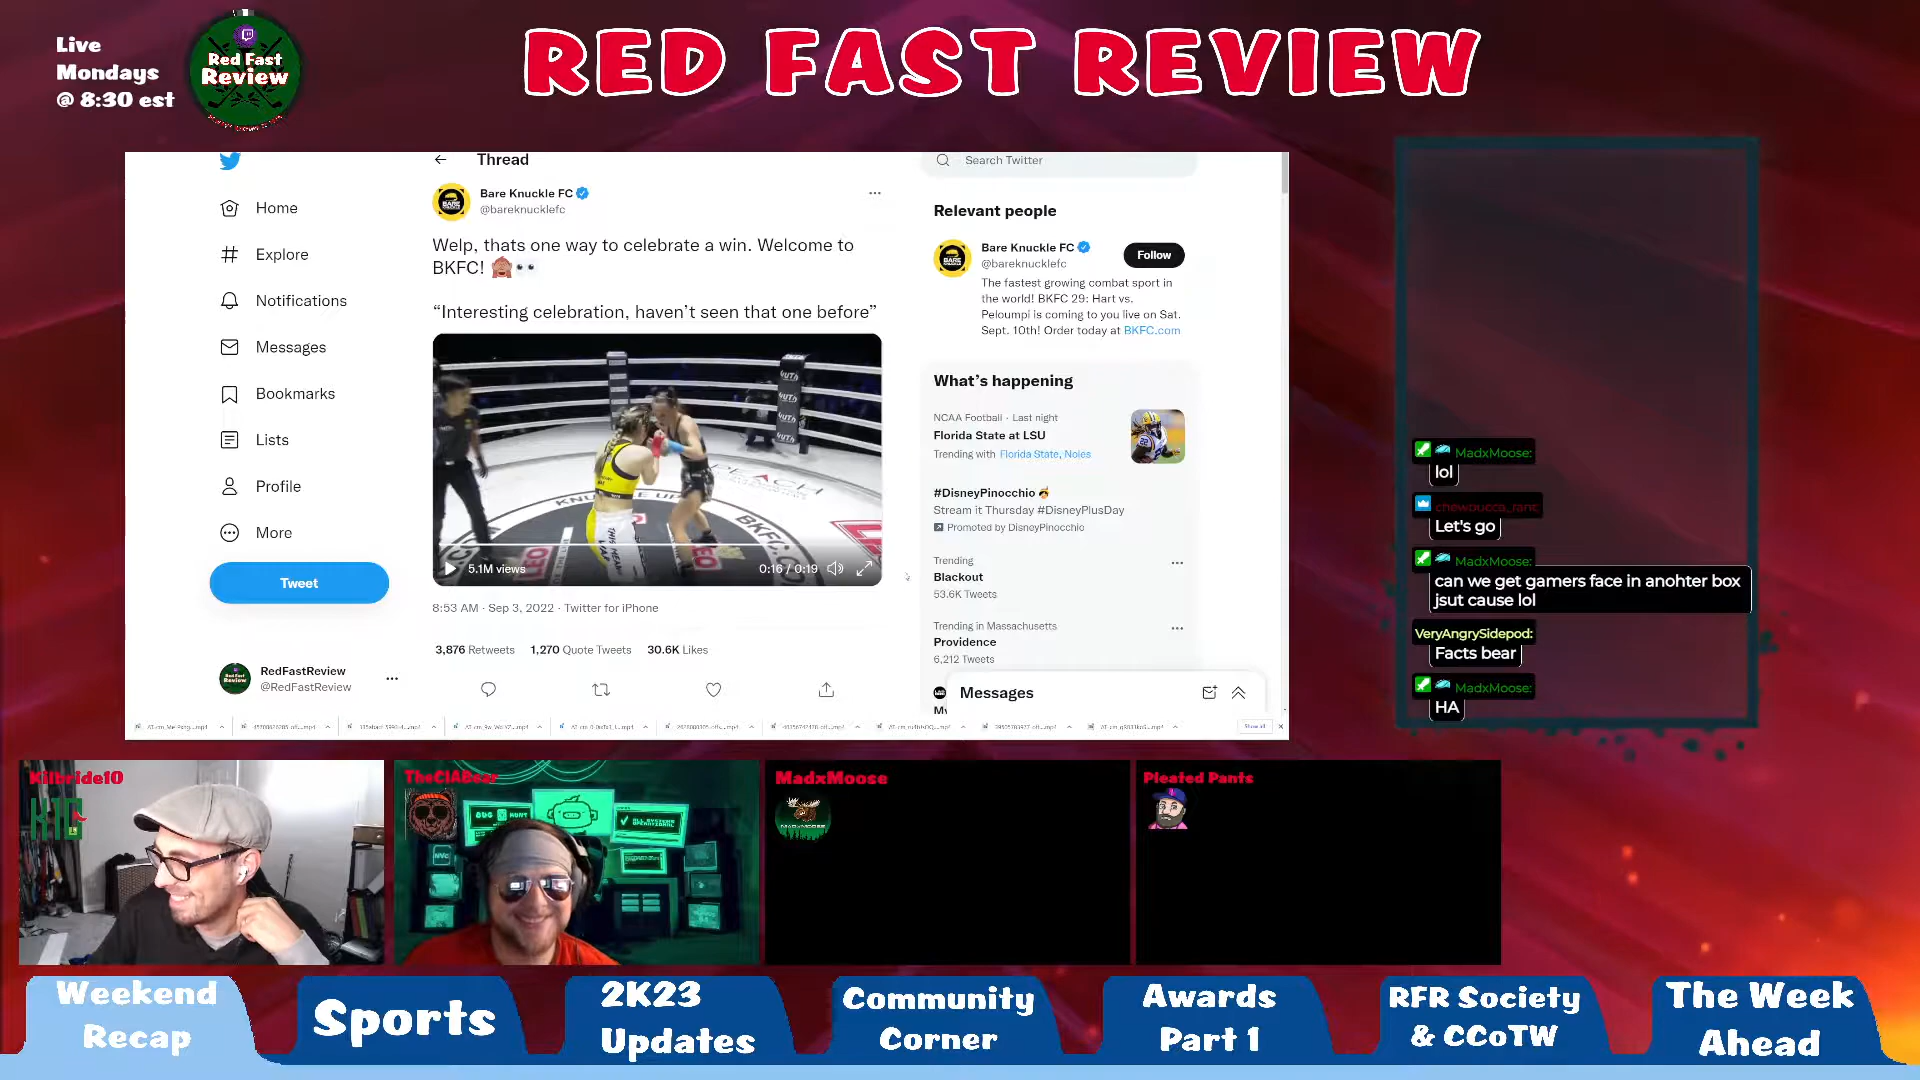 Live
Mondays
@ 8:30 est
Red Fast
Review
RED FAST REVIEW
Thread
Search Twitter
Home
Explore
Notifications
Messages
Bookmarks
Lists
Profile
More
Tweet
RedFastReview
@RedFastReview
Bare Knuckle FC
@bareknucklefc
Welp, thats one way to celebrate a win. Welcome to
BKFC! 🙈👀
“Interesting celebration, haven’t seen that one before”
5.1M views
0:16 / 0:19
8:53 AM · Sep 3, 2022 · Twitter for iPhone
3,876 Retweets
1,270 Quote Tweets
30.6K Likes
Relevant people
Bare Knuckle FC
@bareknucklefc
Follow
The fastest growing combat sport in
the world! BKFC 29: Hart vs.
Peloumpi is coming to you live on Sat.
Sept. 10th! Order today at BKFC.com
What’s happening
NCAA Football · Last night
Florida State at LSU
Trending with Florida State, Noles
#DisneyPinocchio
Stream it Thursday #DisneyPlusDay
Promoted by DisneyPinocchio
Trending
Blackout
53.6K Tweets
Trending in Massachusetts
Providence
6,212 Tweets
Messages
Show all
MadxMoose:
lol
chewbucca_rant:
Let's go
MadxMoose:
can we get gamers face in anohter box
jsut cause lol
VeryAngrySidepod:
Facts bear
MadxMoose:
HA
Kilbride10
TheCIABear
BUG HUNT
MadxMoose
MADXMOOSE
Pleated Pants
Weekend
Recap
Sports
2K23
Updates
Community
Corner
Awards
Part 1
RFR Society
& CCoTW
The Week
Ahead